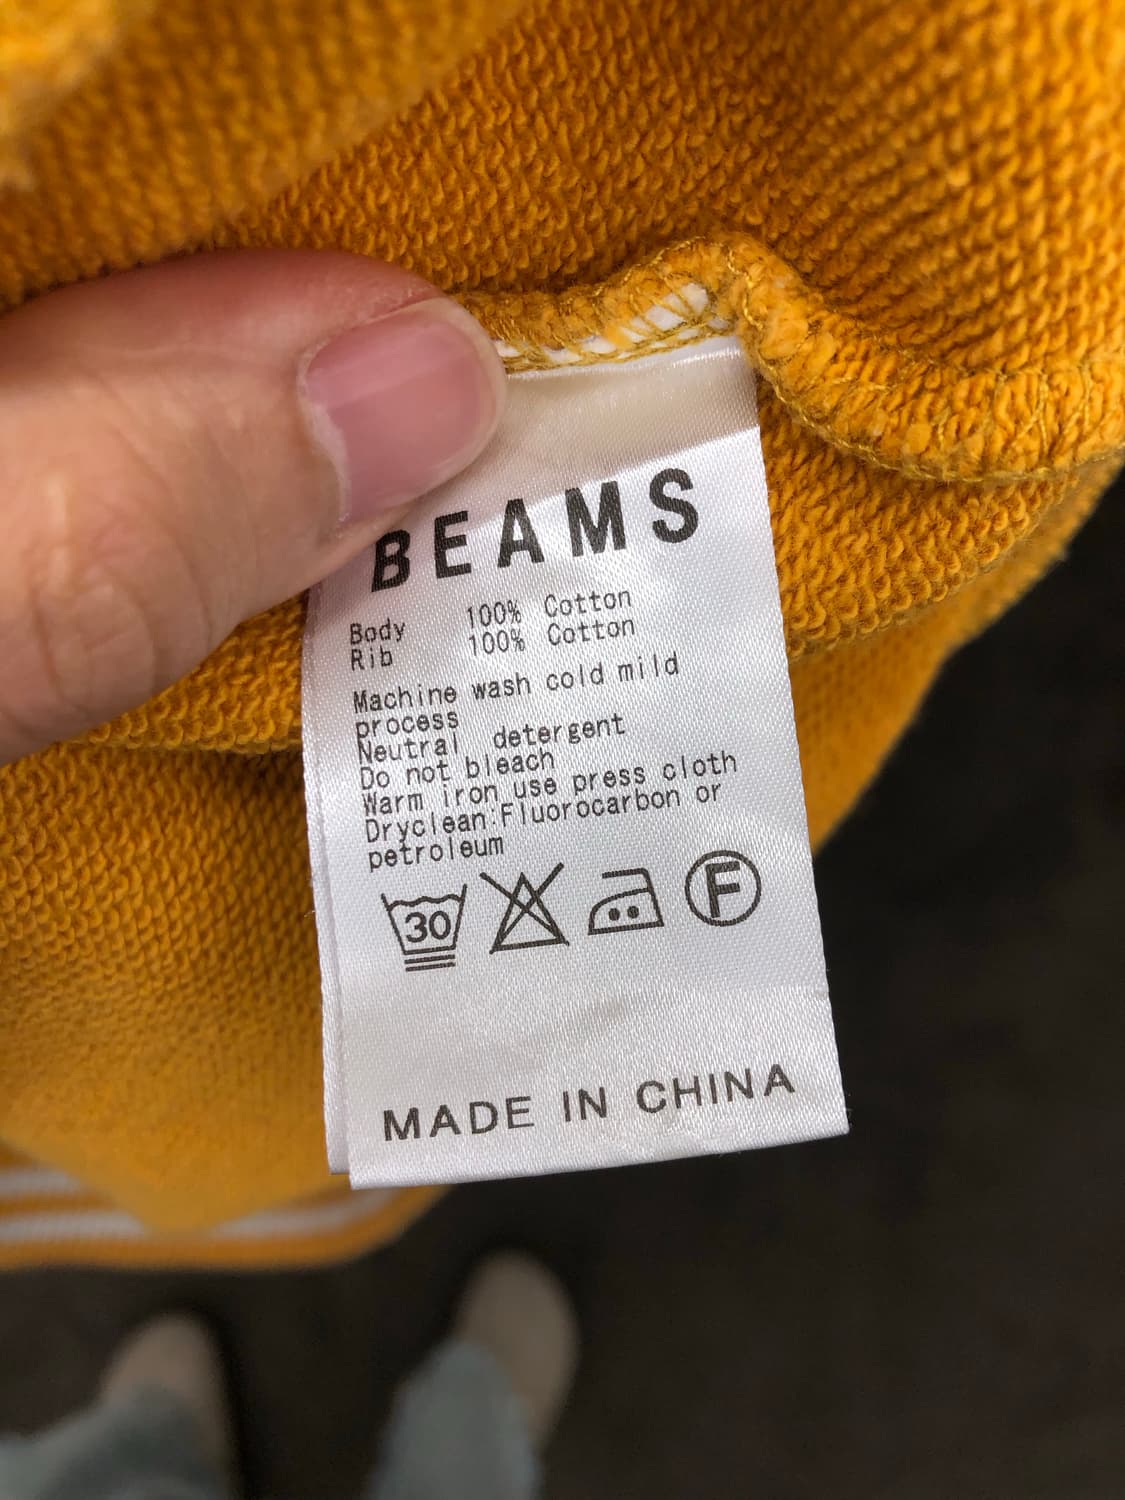 BEAMS
Body 100% Cotton
Rib 100% Cotton
Machine wash cold mild
process
Neutral detergent
Do not bleach
Warm iron use press cloth
Dryclean:Fluorocarbon or
petroleum
30 F
MADE IN CHINA